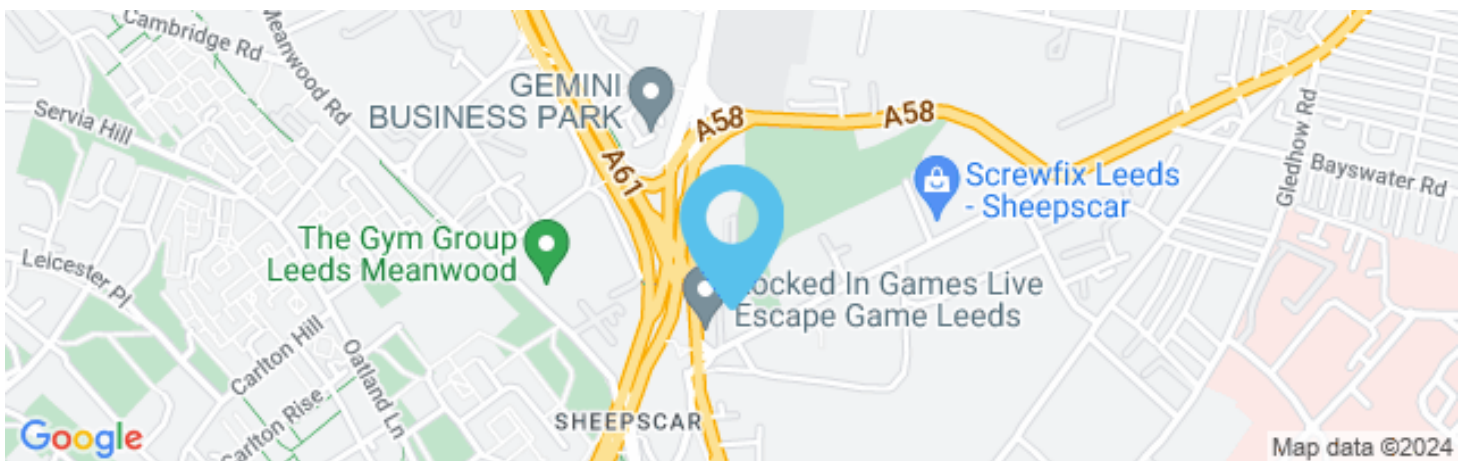 Cambridge Rd
Meanwood Rd
Servia Hill
GEMINI
BUSINESS PARK
A58
A58
A61
Gledhow Rd
Bayswater Rd
Screwfix Leeds
- Sheepscar
The Gym Group
Leeds Meanwood
Leicester Pl
ocked In Games Live
Escape Game Leeds
Carlton Hill
Oatland Ln
Carlton Rise
SHEEPSCAR
Google
Map data ©2024